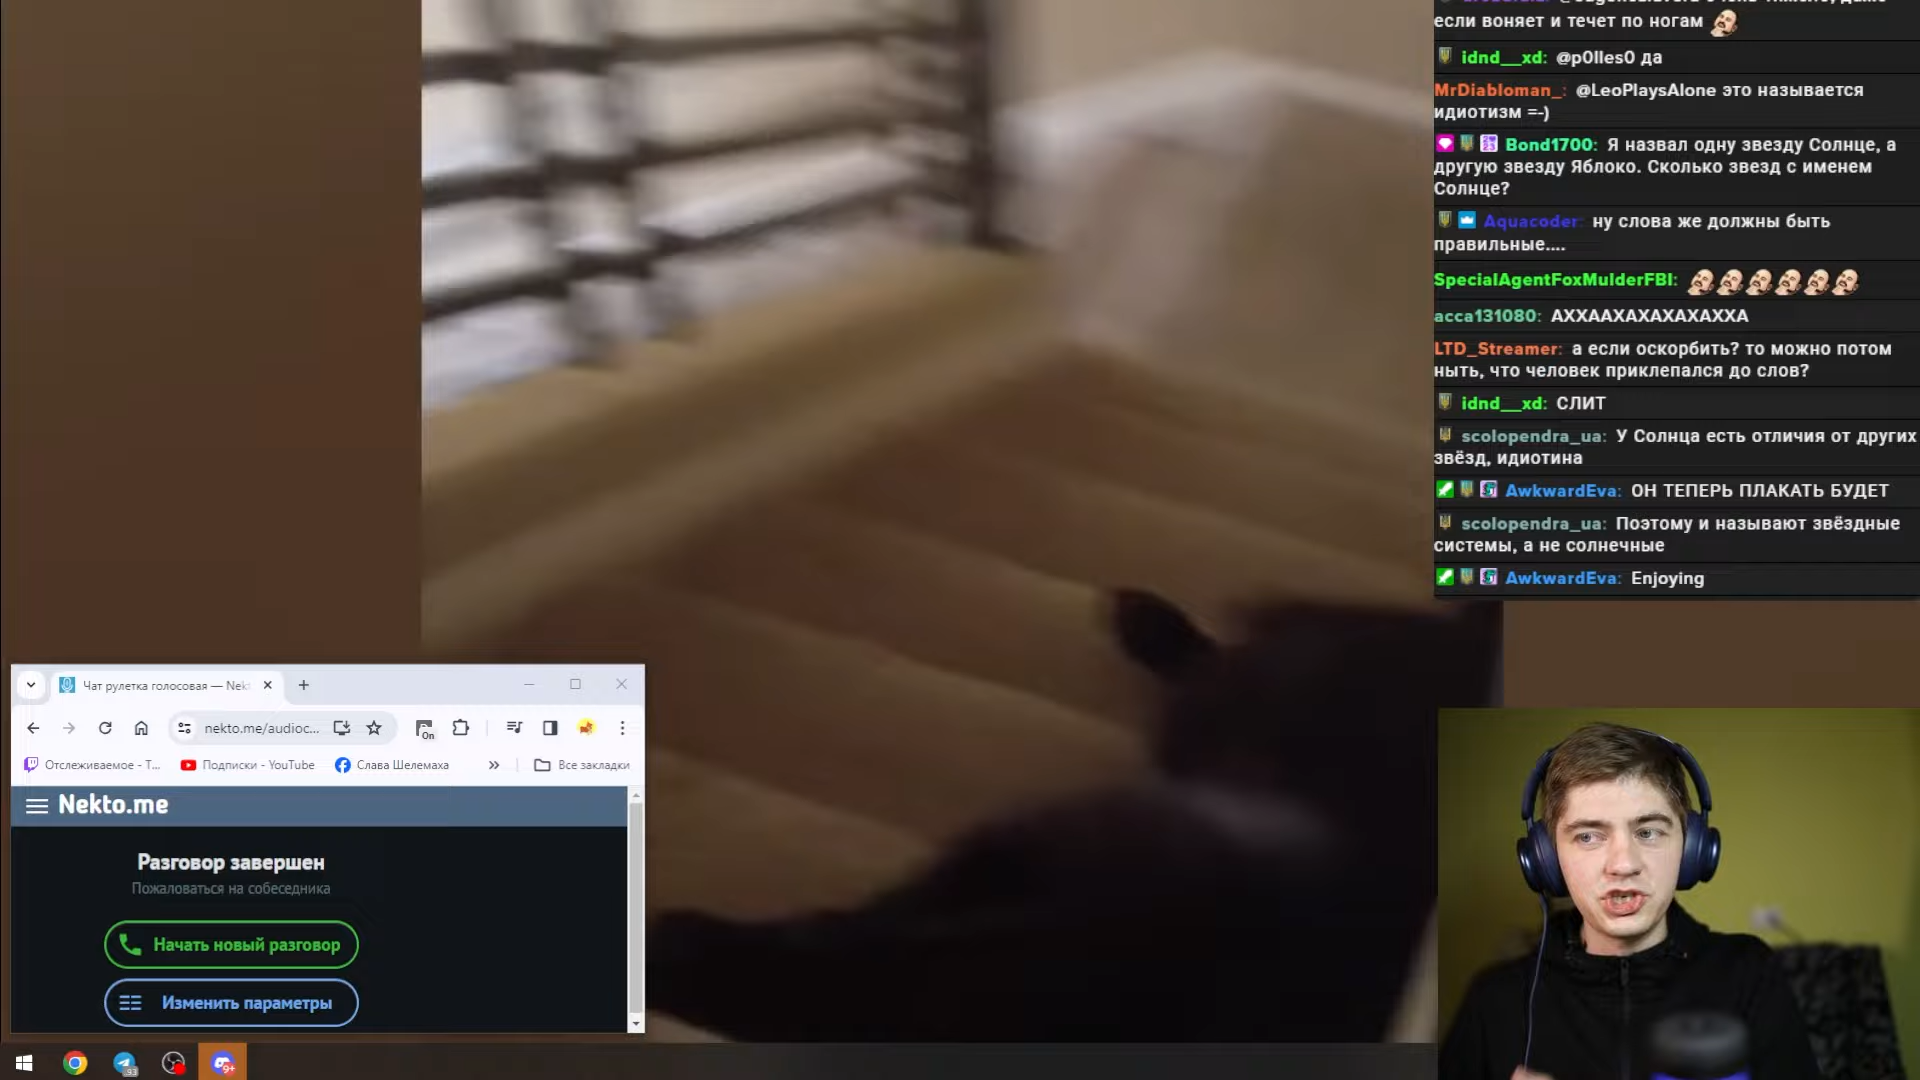 если воняет и течет по ногам
idnd__xd: @p0lles0 да
MrDiabloman_: @LeoPlaysAlone это называется
идиотизм =-)
Bond1700: Я назвал одну звезду Солнце, а
другую звезду Яблоко. Сколько звезд с именем
Солнце?
Aquacoder: ну слова же должны быть
правильные....
SpecialAgentFoxMulderFBI:
acca131080: АХХААХАХАХАХАХХА
LTD_Streamer: а если оскорбить? то можно потом
ныть, что человек приклепался до слов?
idnd__xd: СЛИТ
scolopendra_ua: У Солнца есть отличия от других
звёзд, идиотина
AwkwardEva: ОН ТЕПЕРЬ ПЛАКАТЬ БУДЕТ
scolopendra_ua: Поэтому и называют звёздные
системы, а не солнечные
AwkwardEva: Enjoying
Чат рулетка голосовая — Nek
nekto.me/audioc...
On
Отслеживаемое - Т...
Подписки - YouTube
Слава Шелемаха
Все закладки
Nekto.me
Разговор завершен
Пожаловаться на собеседника
Начать новый разговор
Изменить параметры
93
9+